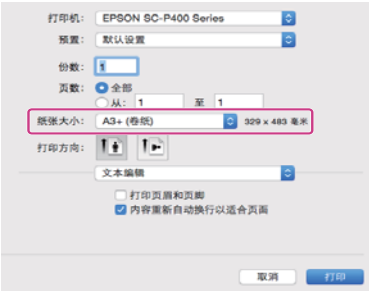 打印机： EPSON SC-P400 Series
预置： 默认设置
份数： 1
页数： 全部
从： 1 至 1
纸张大小： A3+ (卷纸) 329 x 483 毫米
打印方向：
文本编辑
打印页眉和页脚
内容重新自动换行以适合页面
取消 打印